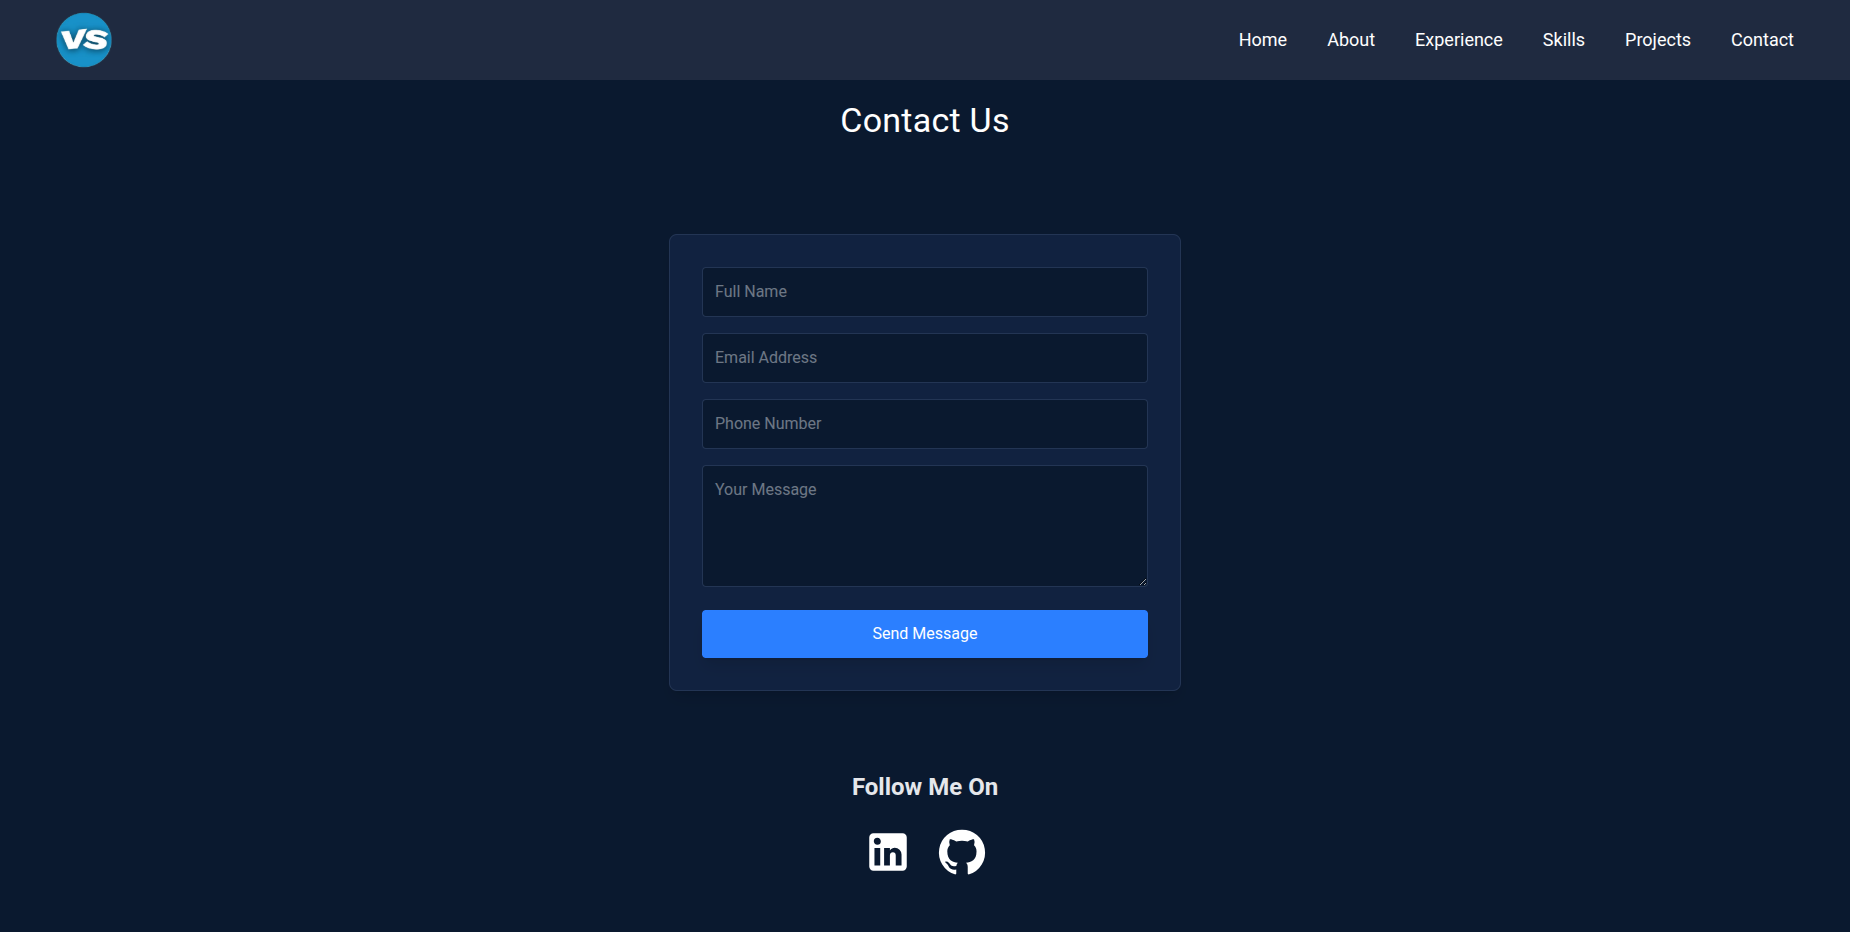 VS
Home About Experience Skills Projects Contact
Contact Us
Full Name
Email Address
Phone Number
Your Message
Send Message
Follow Me On
in